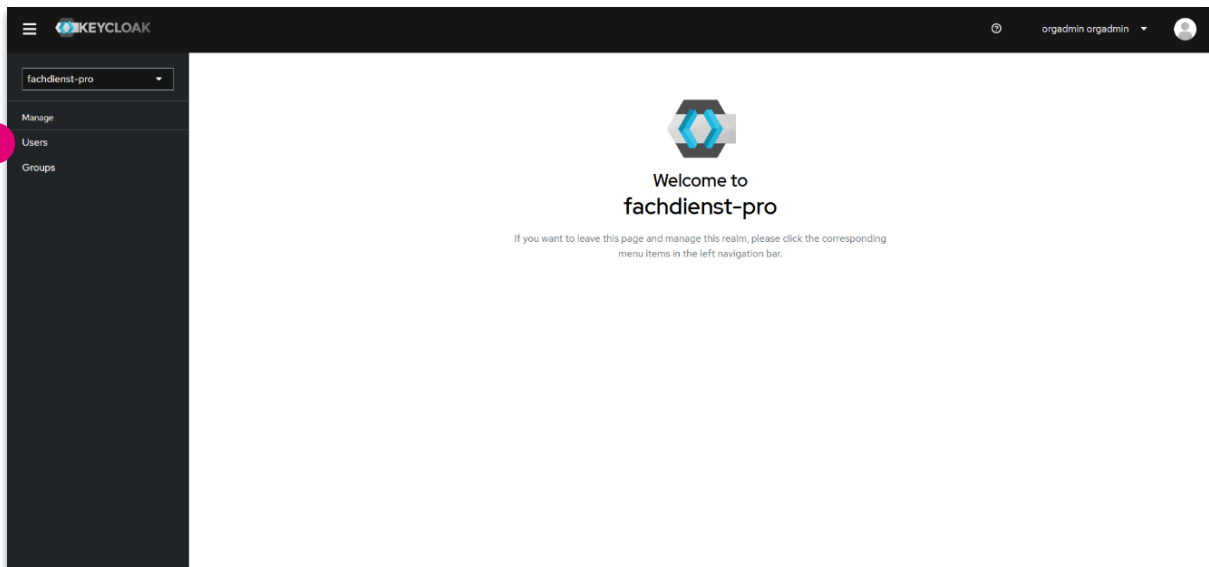 KEYCLOAK
orgadmin orgadmin
fachdienst-pro
Manage
Users
Groups
Welcome to
fachdienst-pro
If you want to leave this page and manage this realm, please click the corresponding
menu items in the left navigation bar.